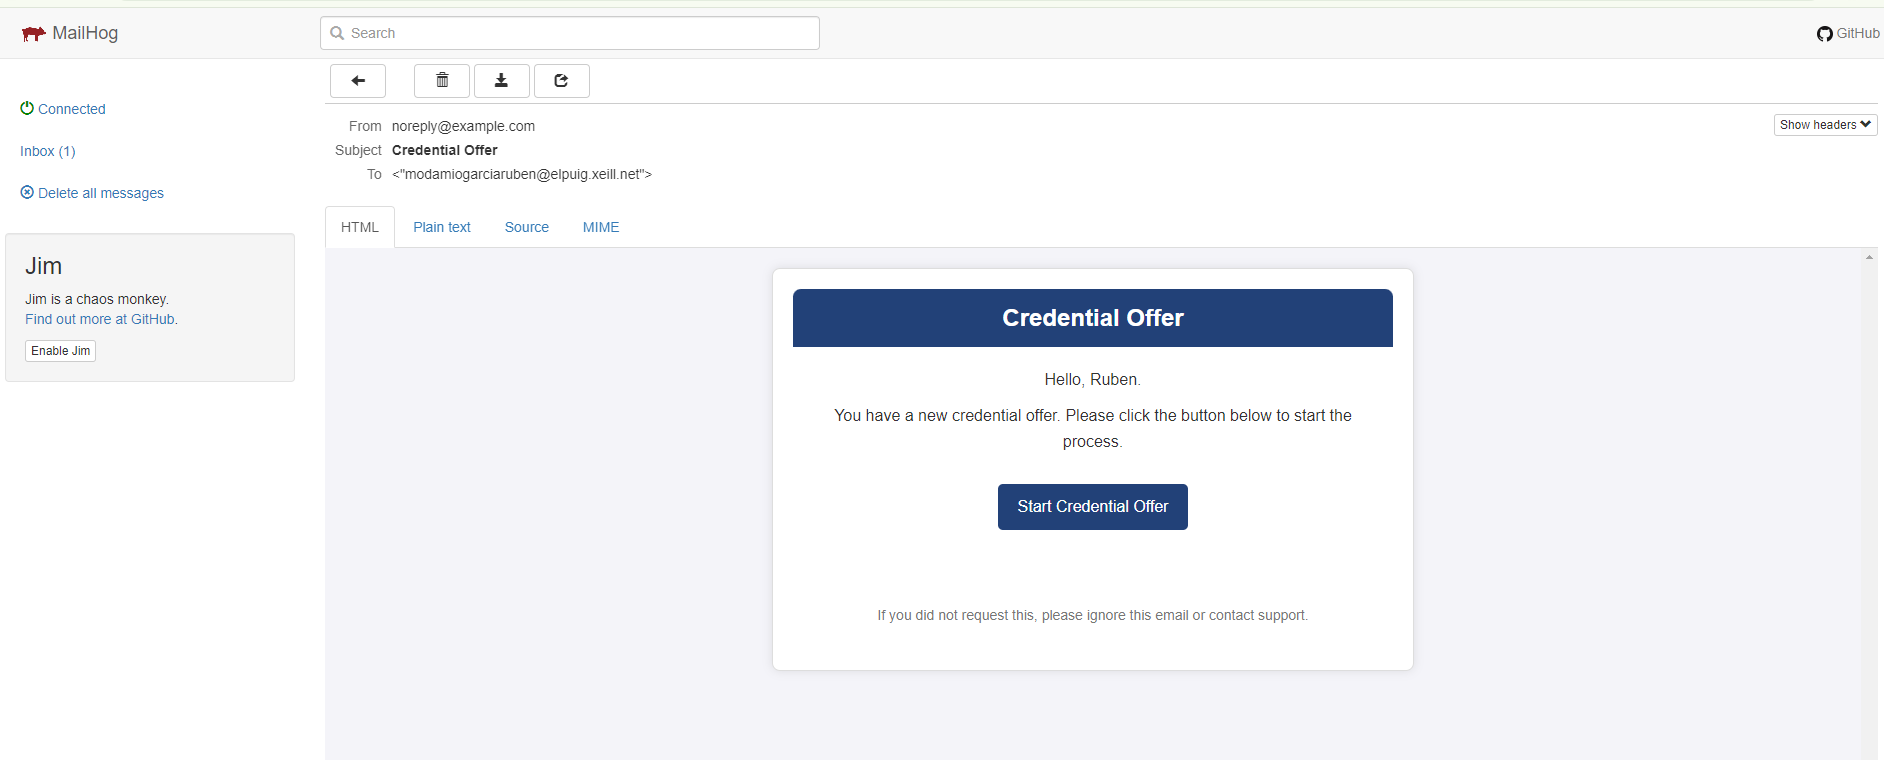 MailHog
Search
GitHub
Connected
Inbox (1)
Delete all messages
Jim
Jim is a chaos monkey.
Find out more at GitHub.
Enable Jim
From noreply@example.com
Show headers
Subject Credential Offer
To <"modamiogarciaruben@elpuig.xeill.net">
HTML Plain text Source MIME
Credential Offer
Hello, Ruben.
You have a new credential offer. Please click the button below to start the
process.
Start Credential Offer
If you did not request this, please ignore this email or contact support.